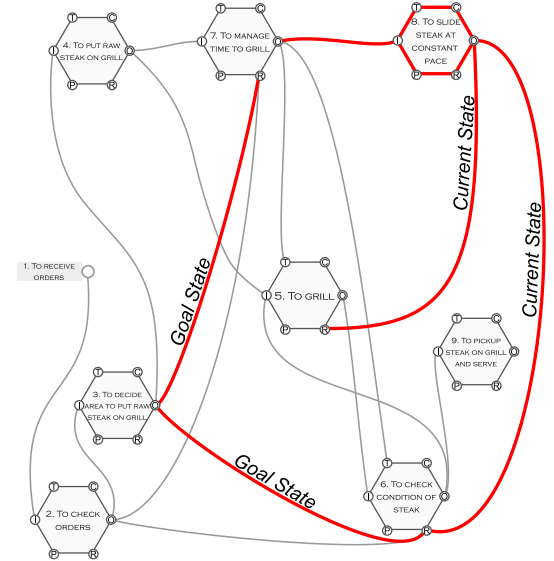 T C
4. To put raw
steak on grill
I O
P R
T C
7. To manage
time to grill
I O
P R
T C
8. To slide
steak at
constant
pace
I O
P R
Current State
Current State
Goal State
1. To receive
orders
T C
5. To grill
I O
P R
T C
9. To pickup
steak on grill
and serve
I O
P R
T C
3. To decide
area to put raw
steak on grill
I O
P R
Goal State
T C
6. To check
condition of
steak
I O
P R
T C
2. To check
orders
I O
P R